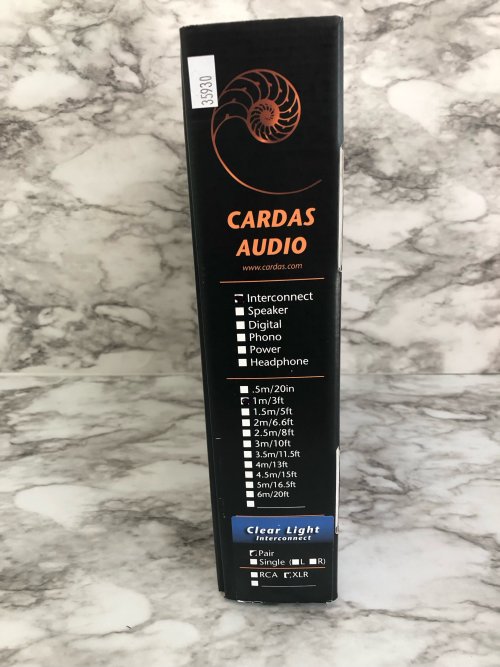 35930
CARDAS
AUDIO
www.cardas.com
Interconnect
Speaker
Digital
Phono
Power
Headphone
.5m/20in
1m/3ft
1.5m/5ft
2m/6.6ft
2.5m/8ft
3m/10ft
3.5m/11.5ft
4m/13ft
4.5m/15ft
5m/16.5ft
6m/20ft
Clear Light
Interconnect
Pair
Single (L R)
RCA XLR